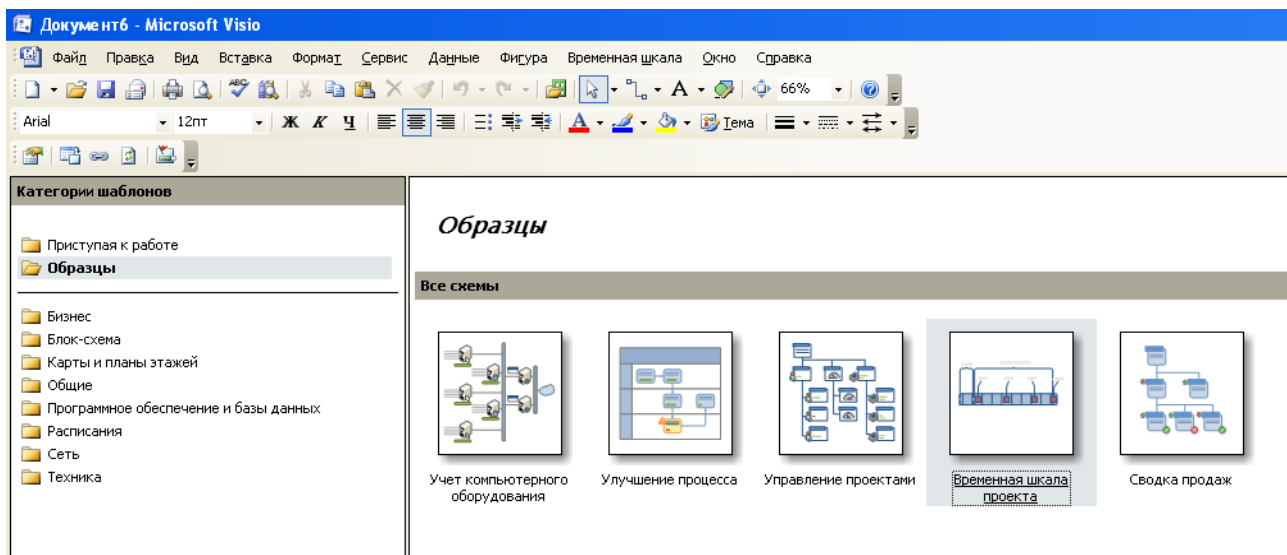 Документ6 - Microsoft Visio
Файл Правка Вид Вставка Формат Сервис Данные Фигура Временная шкала Окно Справка
ABC A 66%
Arial 12пт Ж К Ч A Тема
Категории шаблонов
Приступая к работе
Образцы
Бизнес
Блок-схема
Карты и планы этажей
Общие
Программное обеспечение и базы данных
Расписания
Сеть
Техника
Образцы
Все схемы
Учет компьютерного
оборудования
Улучшение процесса
Управление проектами
Временная шкала
проекта
Сводка продаж